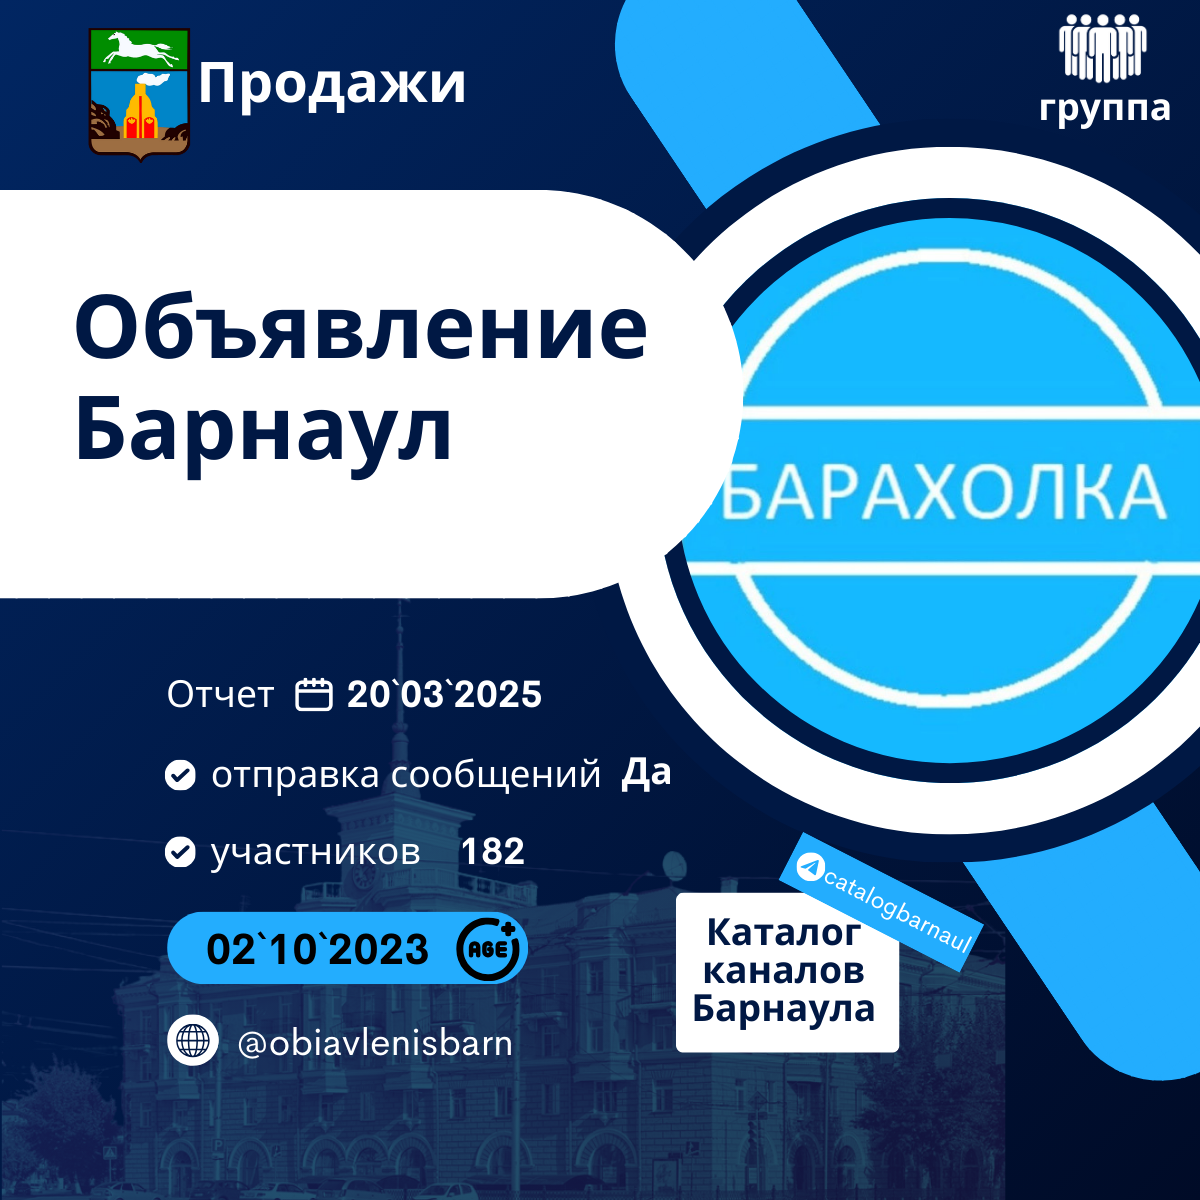 Продажи
группа
Объявление
Барнаул
БАРАХОЛКА
Отчет 20`03`2025
отправка сообщений Да
участников 182
02`10`2023 AGE+
@obiavlenisbarn
catalogbarnaul
Каталог
каналов
Барнаула